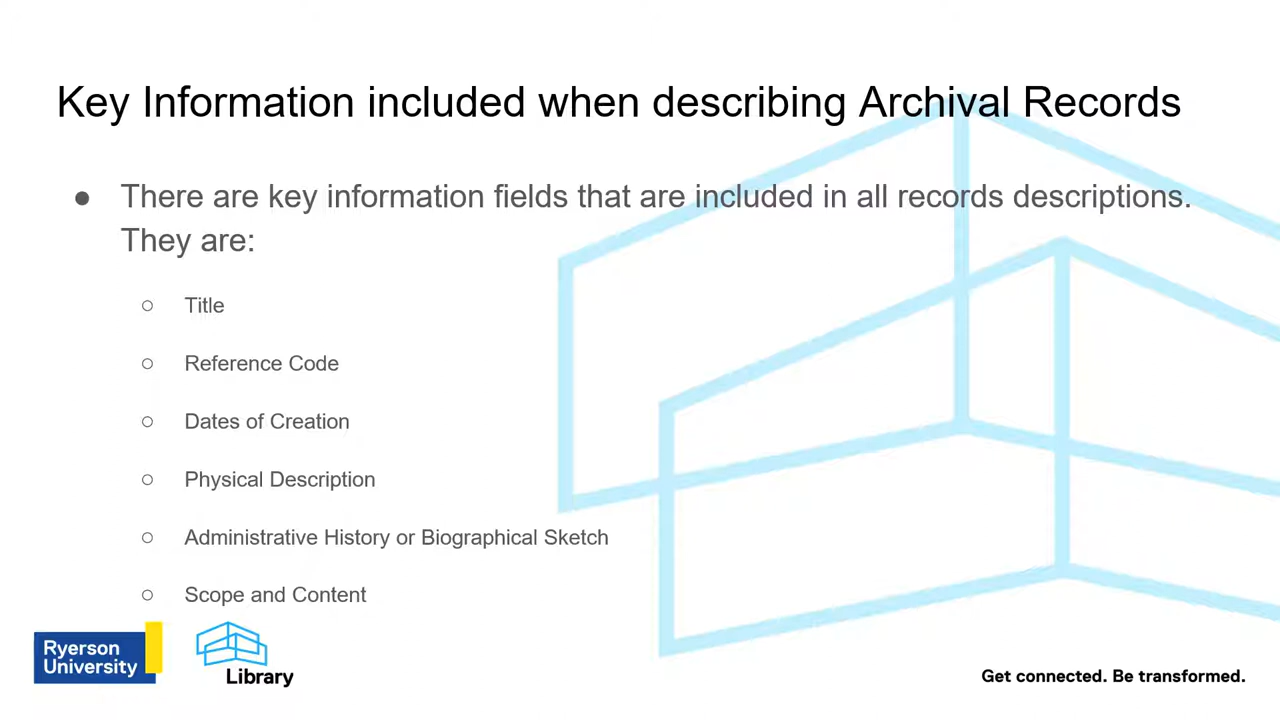 Key Information included when describing Archival Records
● There are key information fields that are included in all records descriptions.
They are:
○ Title
○ Reference Code
○ Dates of Creation
○ Physical Description
○ Administrative History or Biographical Sketch
○ Scope and Content
Ryerson
University
Library
Get connected. Be transformed.